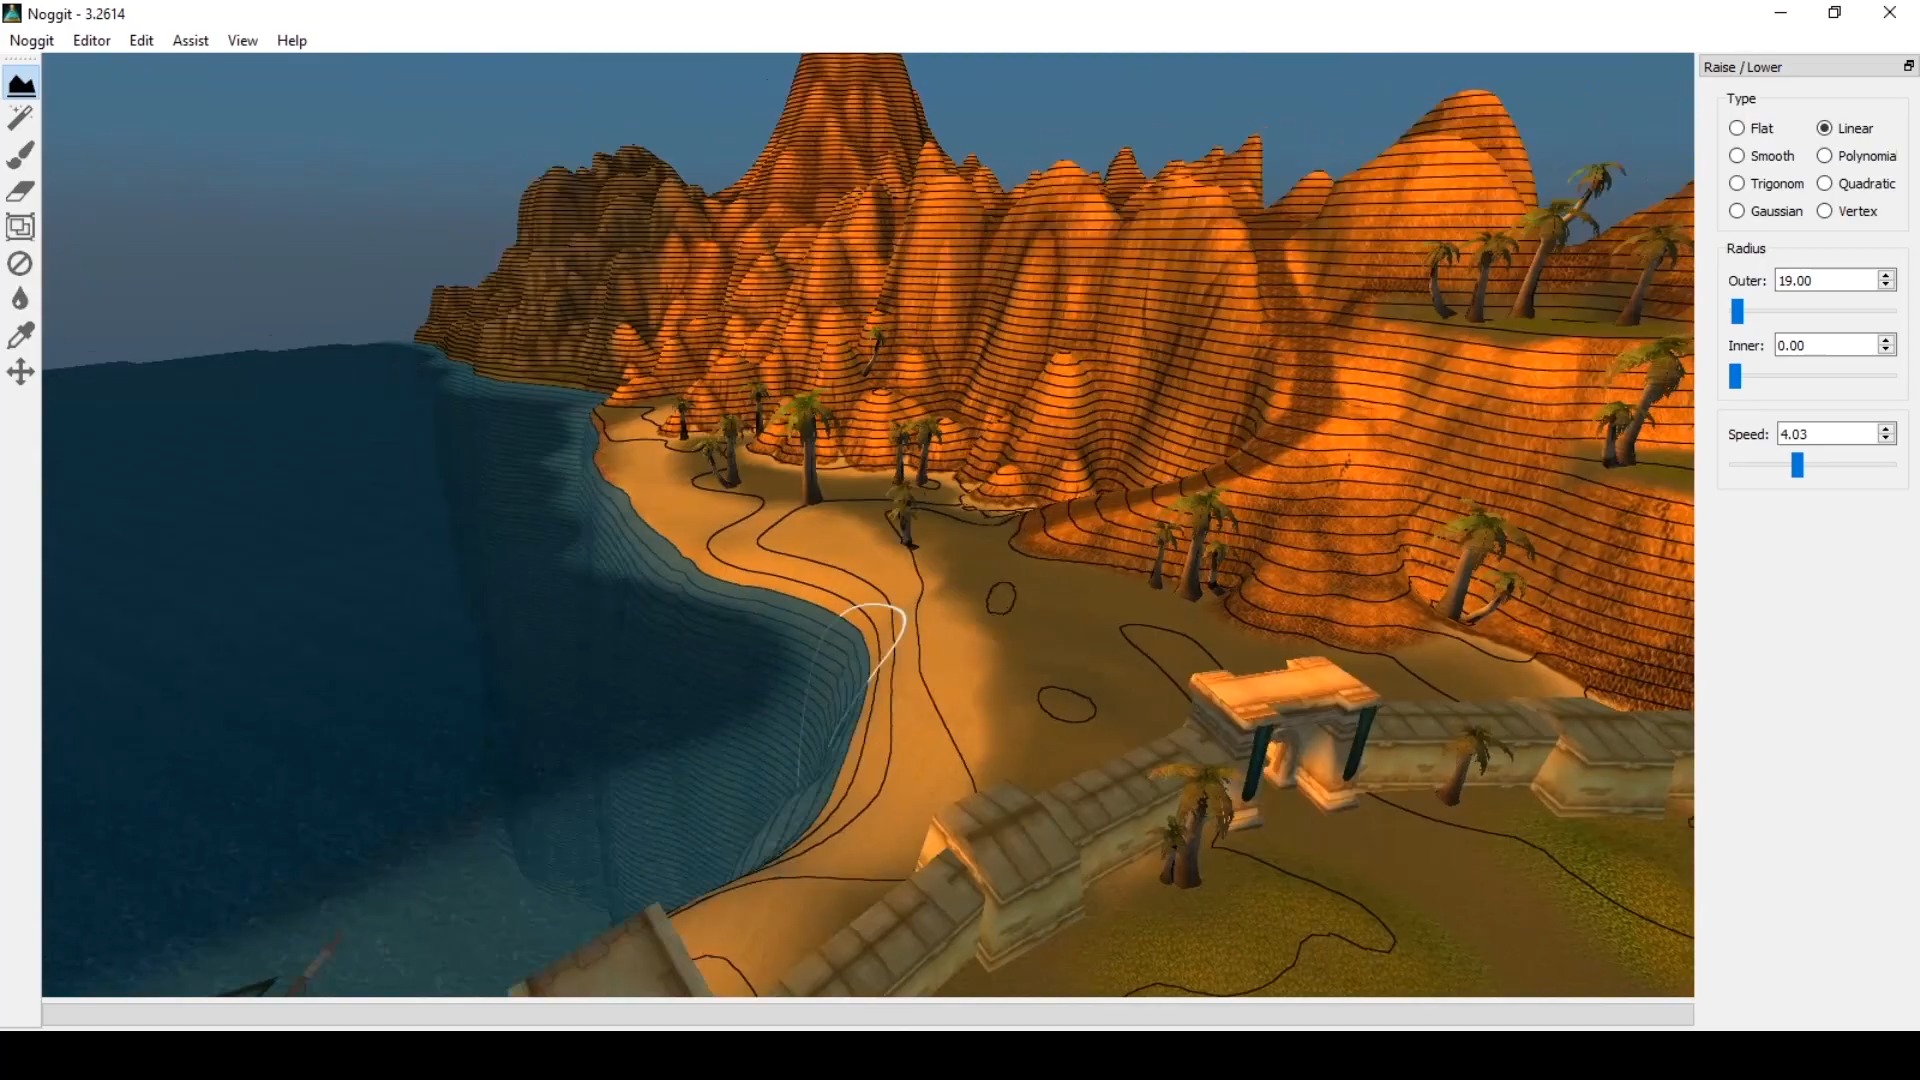 Noggit - 3.2614
Noggit Editor Edit Assist View Help
Raise / Lower
Type
Flat Linear
Smooth Polynomia
Trigonom Quadratic
Gaussian Vertex
Radius
Outer: 19.00
Inner: 0.00
Speed: 4.03